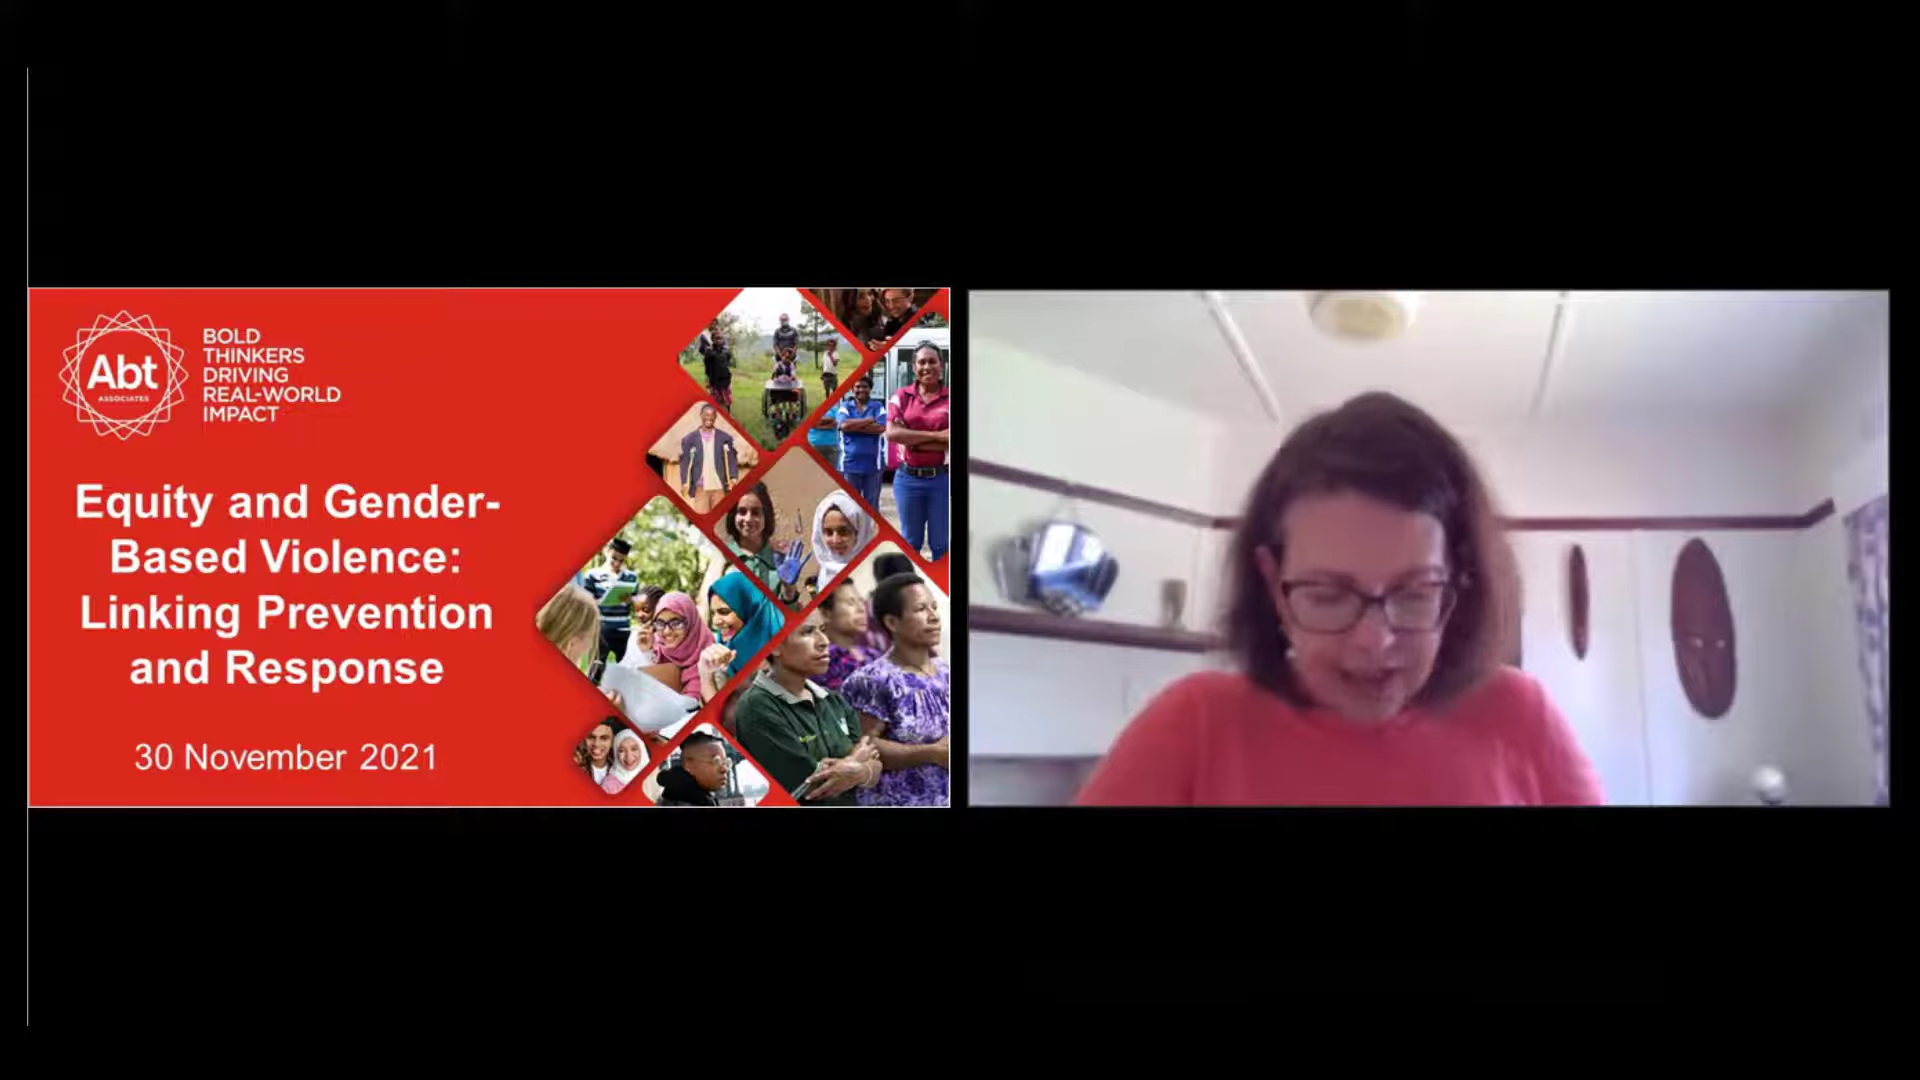 Abt
ASSOCIATES
BOLD
THINKERS
DRIVING
REAL-WORLD
IMPACT
Equity and Gender-
Based Violence:
Linking Prevention
and Response
30 November 2021